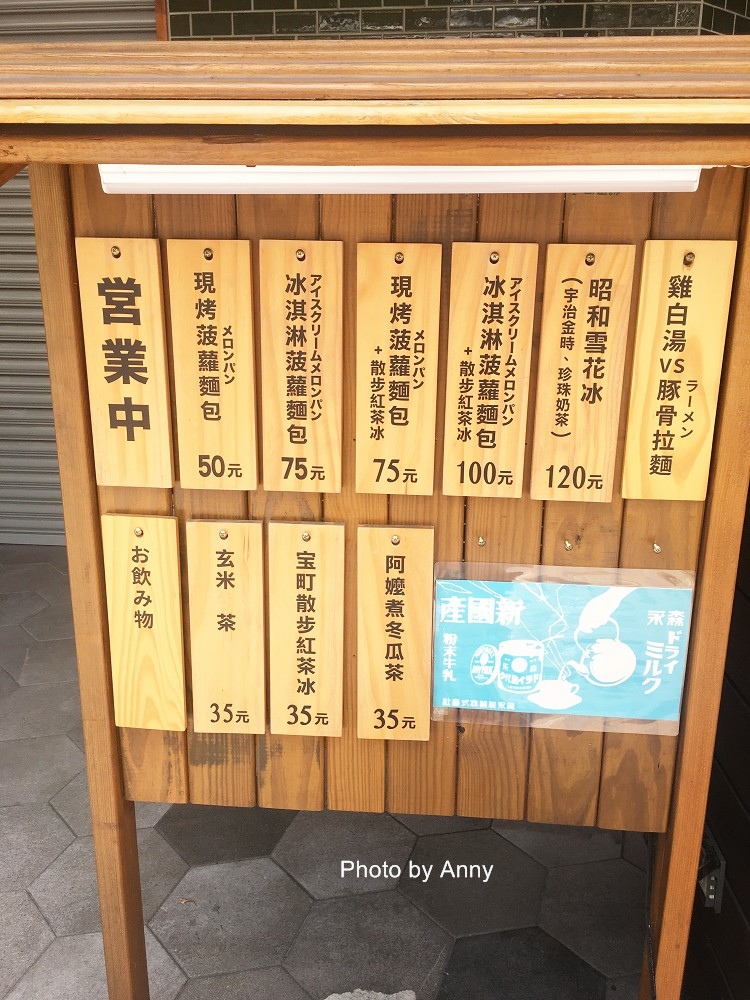 営業中
現烤菠蘿麵包
メロンパン
50元
冰淇淋菠蘿麵包
アイスクリームメロンパン
75元
現烤菠蘿麵包
メロンパン
+散步紅茶冰
75元
冰淇淋菠蘿麵包
アイスクリームメロンパン
+散步紅茶冰
100元
昭和雪花冰
(宇治金時、珍珠奶茶)
120元
雞白湯VS豚骨拉麵
ラーメン
お飲み物
玄米茶
35元
宝町散步紅茶冰
35元
阿嬤煮冬瓜茶
35元
產國新
粉末牛乳
永森
ドライミルク
Photo by Anny